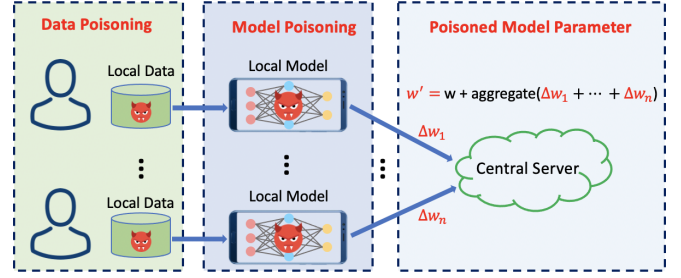 Data Poisoning
Model Poisoning
Poisoned Model Parameter
Local Data
Local Model
w′ = w + aggregate(Δw₁ + ⋯ + Δwₙ)
Δw₁
Central Server
Local Data
Local Model
Δwₙ